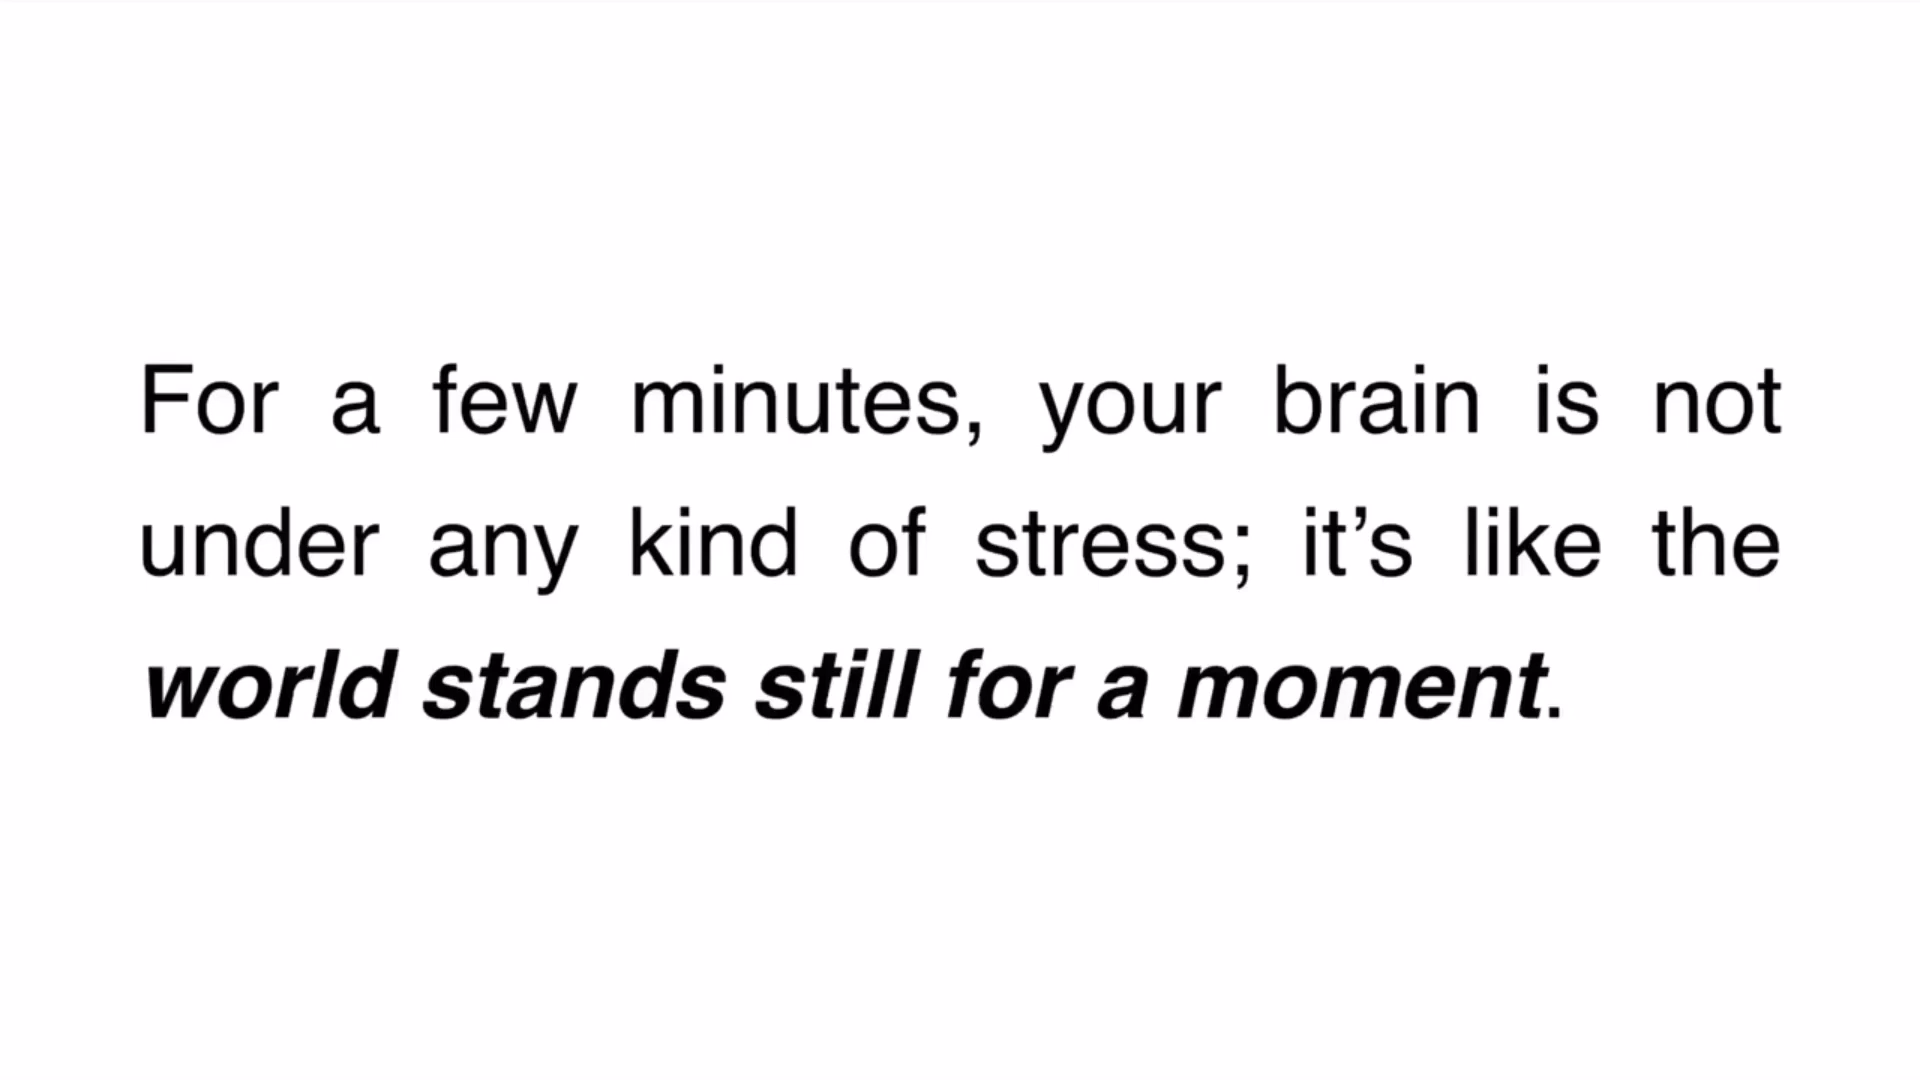 For a few minutes, your brain is not
under any kind of stress; it’s like the
world stands still for a moment.